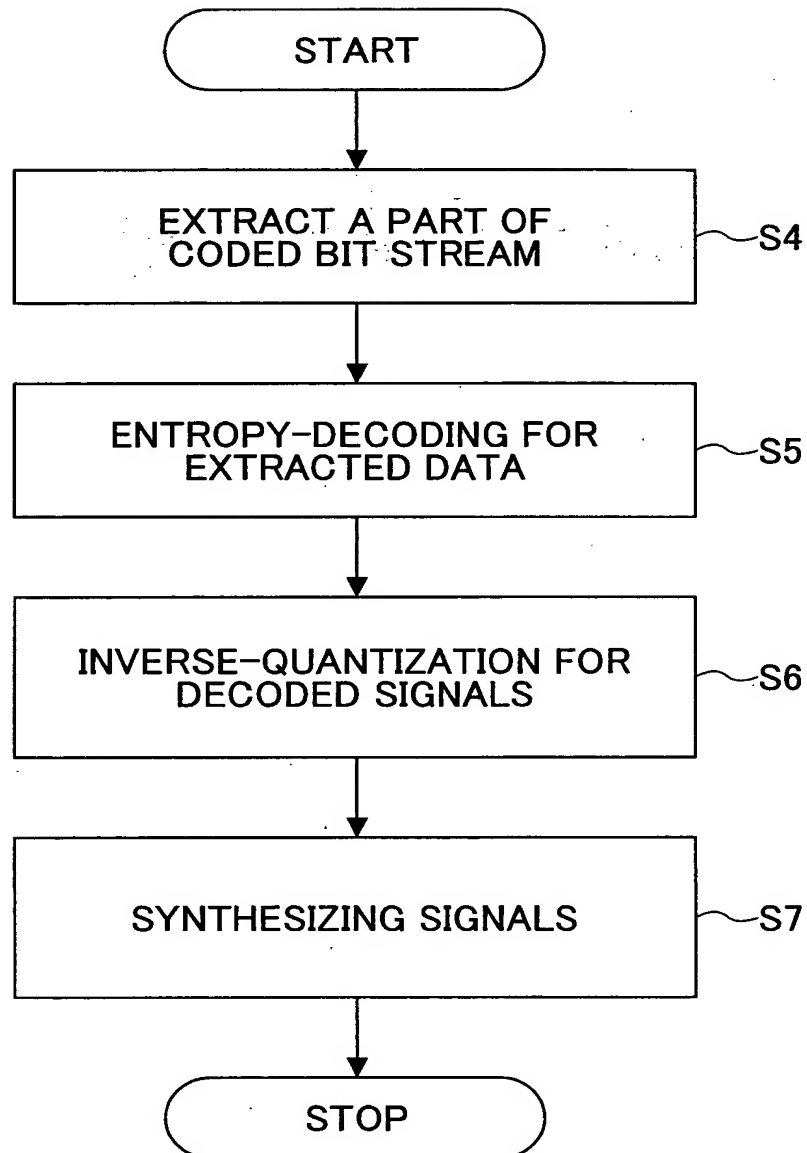 START
EXTRACT A PART OF
CODED BIT STREAM
S4
ENTROPY-DECODING FOR
EXTRACTED DATA
S5
INVERSE-QUANTIZATION FOR
DECODED SIGNALS
S6
SYNTHESIZING SIGNALS
S7
STOP